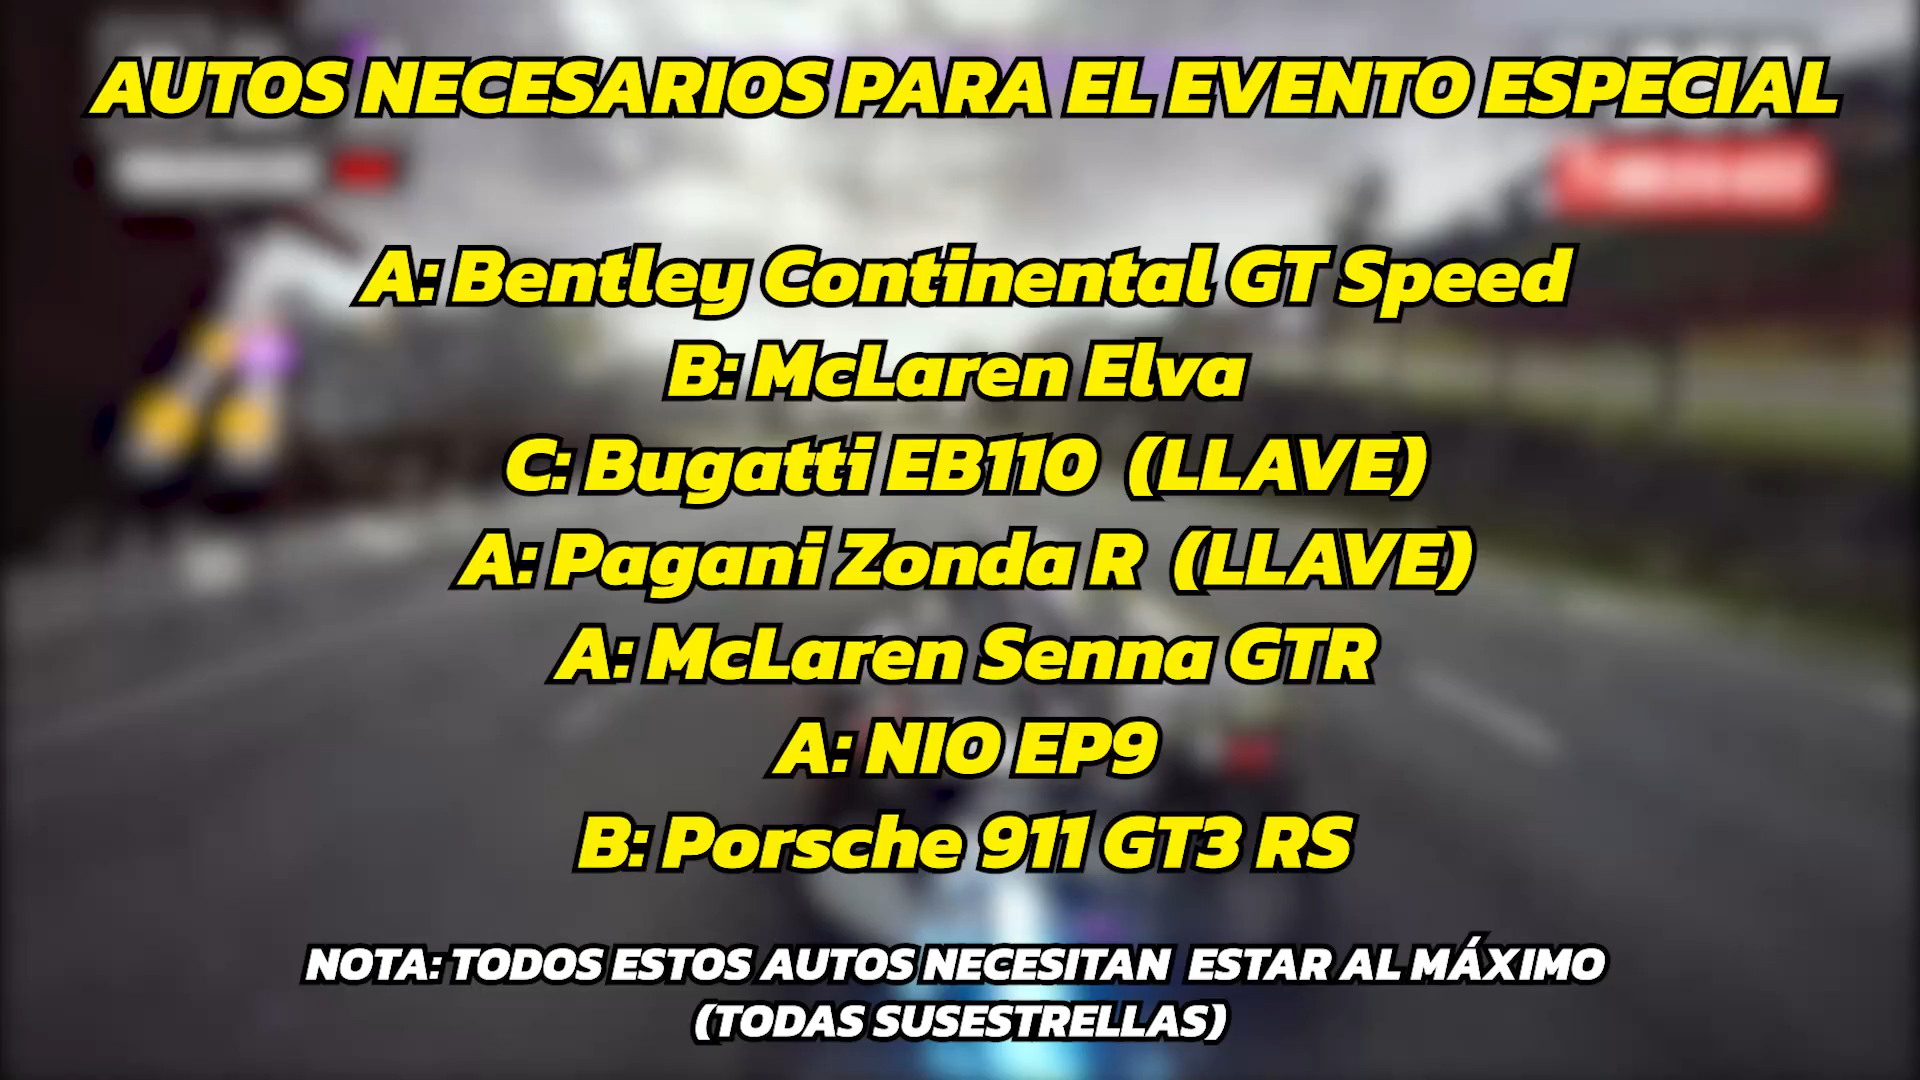 AUTOS NECESARIOS PARA EL EVENTO ESPECIAL
A: Bentley Continental GT Speed
B: McLaren Elva
C: Bugatti EB110 (LLAVE)
A: Pagani Zonda R (LLAVE)
A: McLaren Senna GTR
A: NIO EP9
B: Porsche 911 GT3 RS
NOTA: TODOS ESTOS AUTOS NECESITAN ESTAR AL MÁXIMO
(TODAS SUSESTRELLAS)